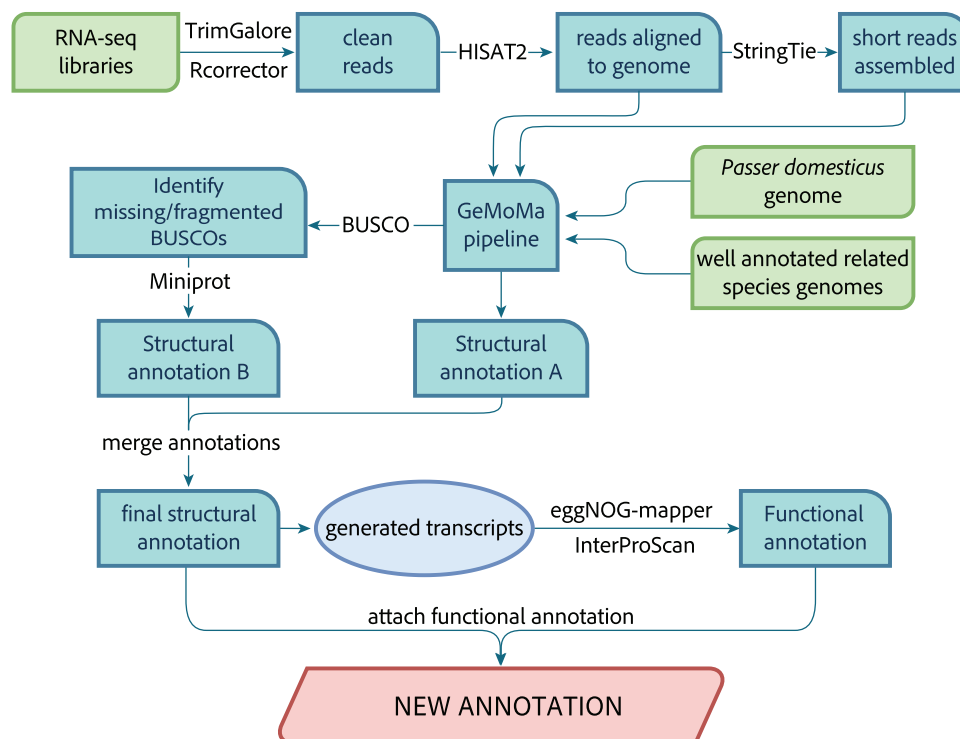 RNA-seq
libraries
TrimGalore
Rcorrector
clean
reads
HISAT2
reads aligned
to genome
StringTie
short reads
assembled
Passer domesticus
genome
well annotated related
species genomes
GeMoMa
pipeline
BUSCO
Identify
missing/fragmented
BUSCOs
Miniprot
Structural
annotation B
Structural
annotation A
merge annotations
final structural
annotation
generated transcripts
eggNOG-mapper
InterProScan
Functional
annotation
attach functional annotation
NEW ANNOTATION